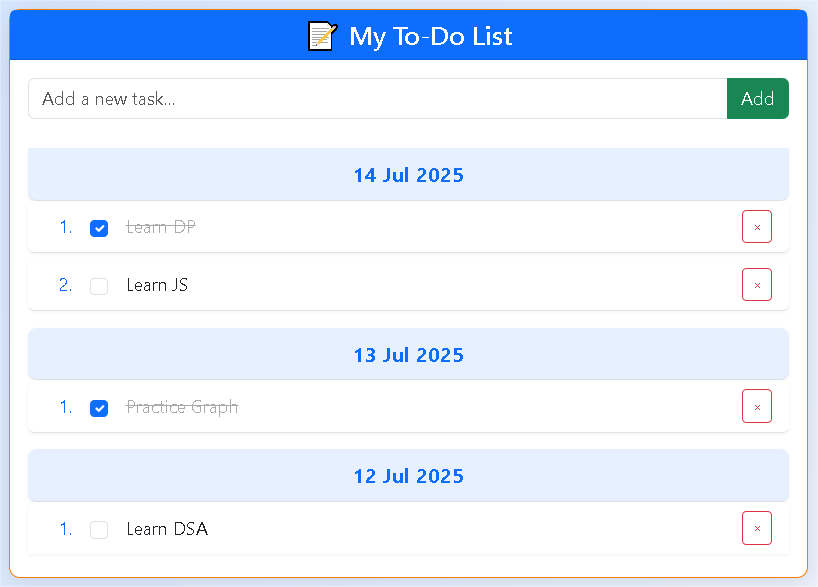 My To-Do List
Add a new task...
Add
14 Jul 2025
1. Learn DP ×
2. Learn JS ×
13 Jul 2025
1. Practice Graph ×
12 Jul 2025
1. Learn DSA ×